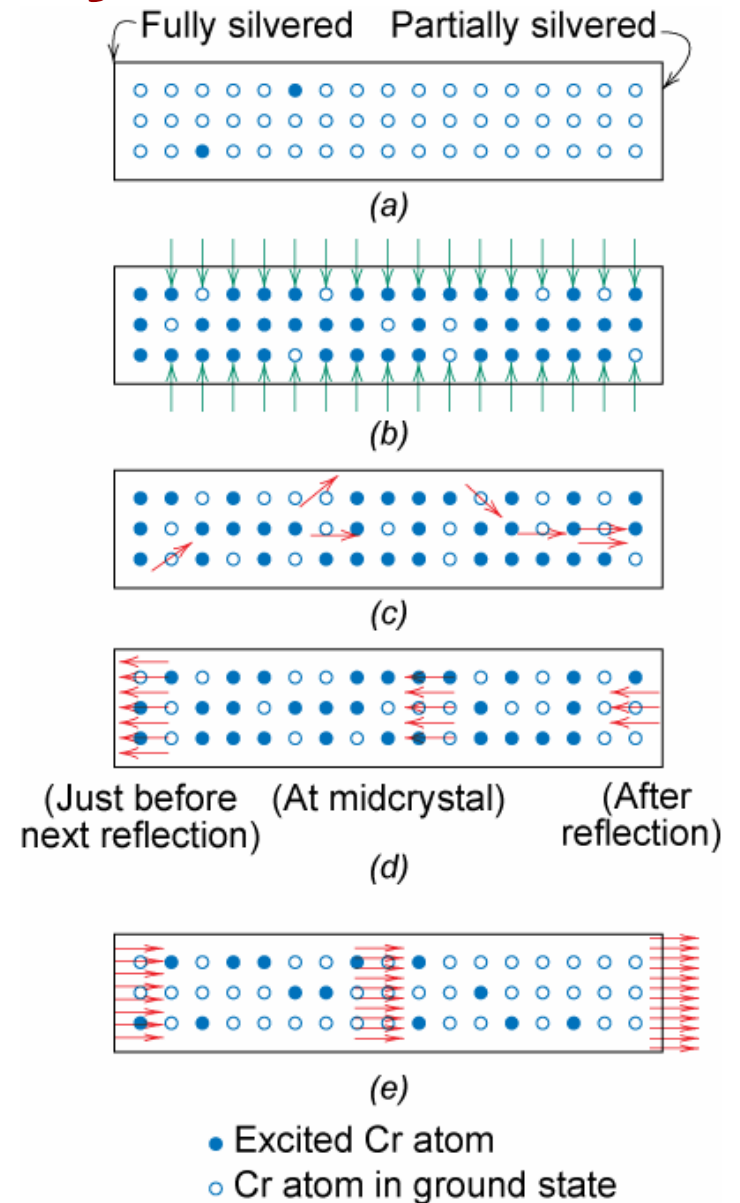 Fully silvered Partially silvered
(a)
(b)
(c)
(d)
(Just before
next reflection)
(At midcrystal)
(After
reflection)
(e)
Excited Cr atom
Cr atom in ground state